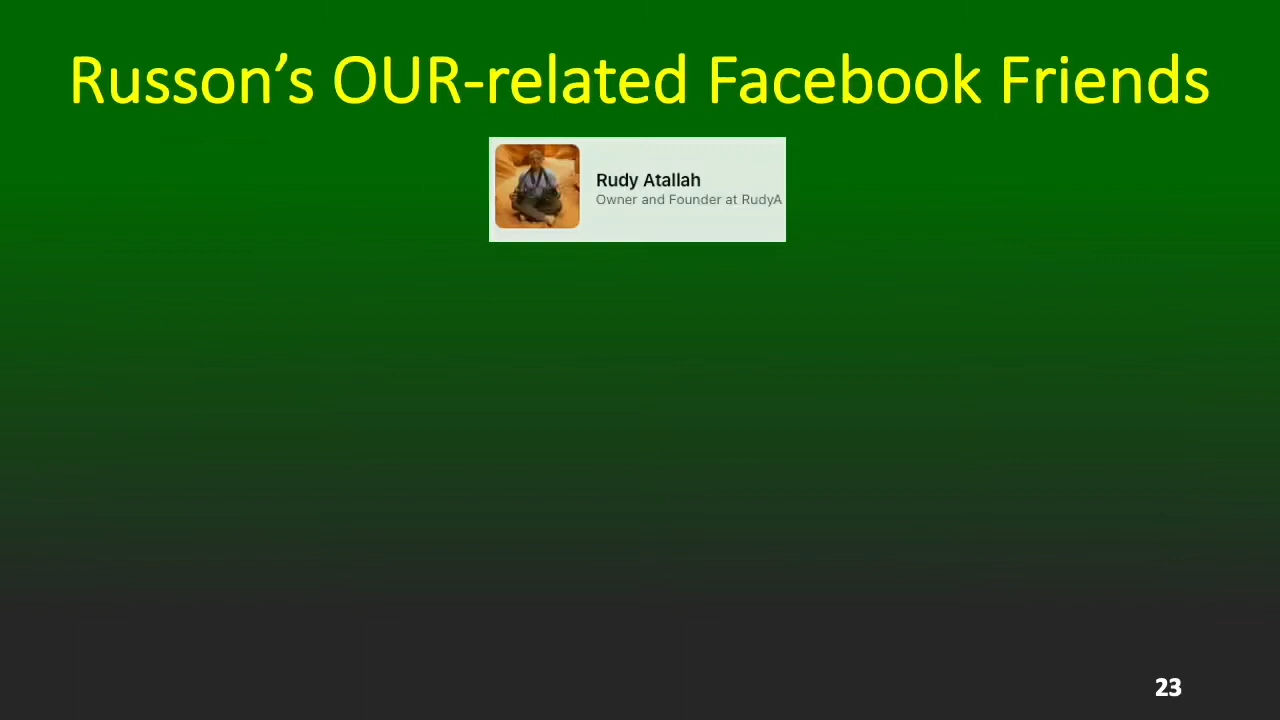 Russon’s OUR-related Facebook Friends
Rudy Atallah
Owner and Founder at RudyA
23